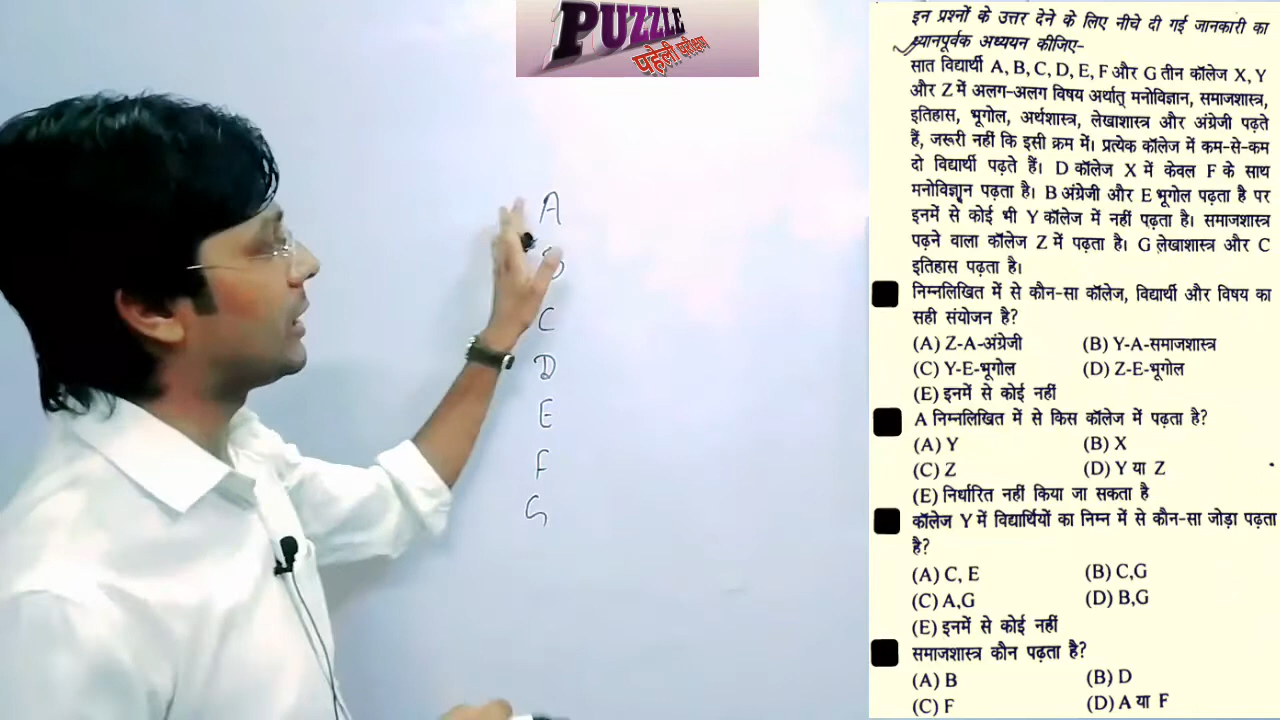 PUZZLE
पहेली परीक्षण
A
C
D
E
F
G
इन प्रश्नों के उत्तर देने के लिए नीचे दी गई जानकारी का
ध्यानपूर्वक अध्ययन कीजिए-
सात विद्यार्थी A, B, C, D, E, F और G तीन कॉलेज X, Y
और Z में अलग-अलग विषय अर्थात् मनोविज्ञान, समाजशास्त्र,
इतिहास, भूगोल, अर्थशास्त्र, लेखाशास्त्र और अंग्रेजी पढ़ते
हैं, जरूरी नहीं कि इसी क्रम में। प्रत्येक कॉलेज में कम-से-कम
दो विद्यार्थी पढ़ते हैं। D कॉलेज X में केवल F के साथ
मनोविज्ञान पढ़ता है। B अंग्रेजी और E भूगोल पढ़ता है पर
इनमें से कोई भी Y कॉलेज में नहीं पढ़ता है। समाजशास्त्र
पढ़ने वाला कॉलेज Z में पढ़ता है। G लेखाशास्त्र और C
इतिहास पढ़ता है।
निम्नलिखित में से कौन-सा कॉलेज, विद्यार्थी और विषय का
सही संयोजन है?
(A) Z-A-अंग्रेजी (B) Y-A-समाजशास्त्र
(C) Y-E-भूगोल (D) Z-E-भूगोल
(E) इनमें से कोई नहीं
A निम्नलिखित में से किस कॉलेज में पढ़ता है?
(A) Y (B) X
(C) Z (D) Y या Z
(E) निर्धारित नहीं किया जा सकता है
कॉलेज Y में विद्यार्थियों का निम्न में से कौन-सा जोड़ा पढ़ता
है?
(A) C, E (B) C,G
(C) A,G (D) B,G
(E) इनमें से कोई नहीं
समाजशास्त्र कौन पढ़ता है?
(A) B (B) D
(C) F (D) A या F